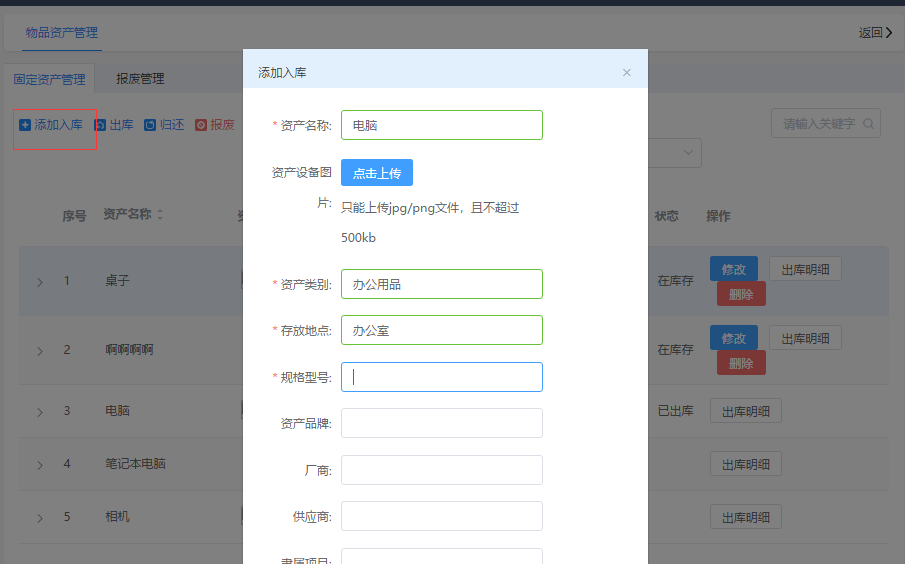 物品资产管理
返回
固定资产管理 报废管理
添加入库 出库 归还 报废
请输入关键字
序号 资产名称 状态 操作
1 桌子 在库存 修改 出库明细 删除
2 啊啊啊啊 在库存 修改 出库明细 删除
3 电脑 已出库 出库明细
4 笔记本电脑 出库明细
5 相机 出库明细
添加入库
* 资产名称: 电脑
资产设备图 点击上传
片: 只能上传jpg/png文件，且不超过
500kb
* 资产类别: 办公用品
* 存放地点: 办公室
* 规格型号:
资产品牌:
厂商:
供应商:
隶属项目: